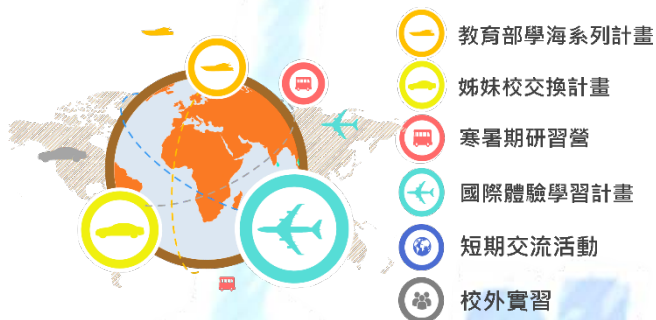 教育部學海系列計畫
姊妹校交換計畫
寒暑期研習營
國際體驗學習計畫
短期交流活動
校外實習